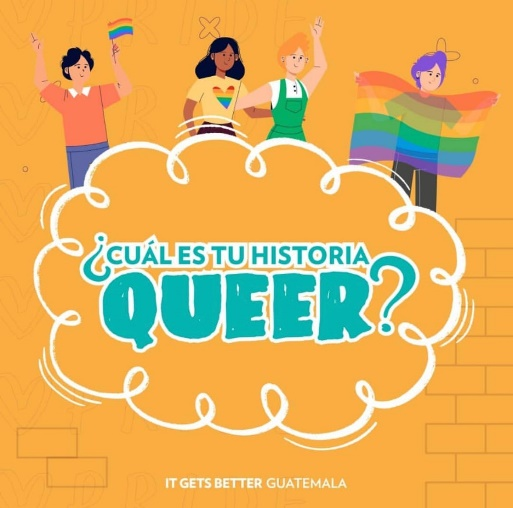 ¿CUÁL ES TU HISTORIA
QUEER?
IT GETS BETTER GUATEMALA